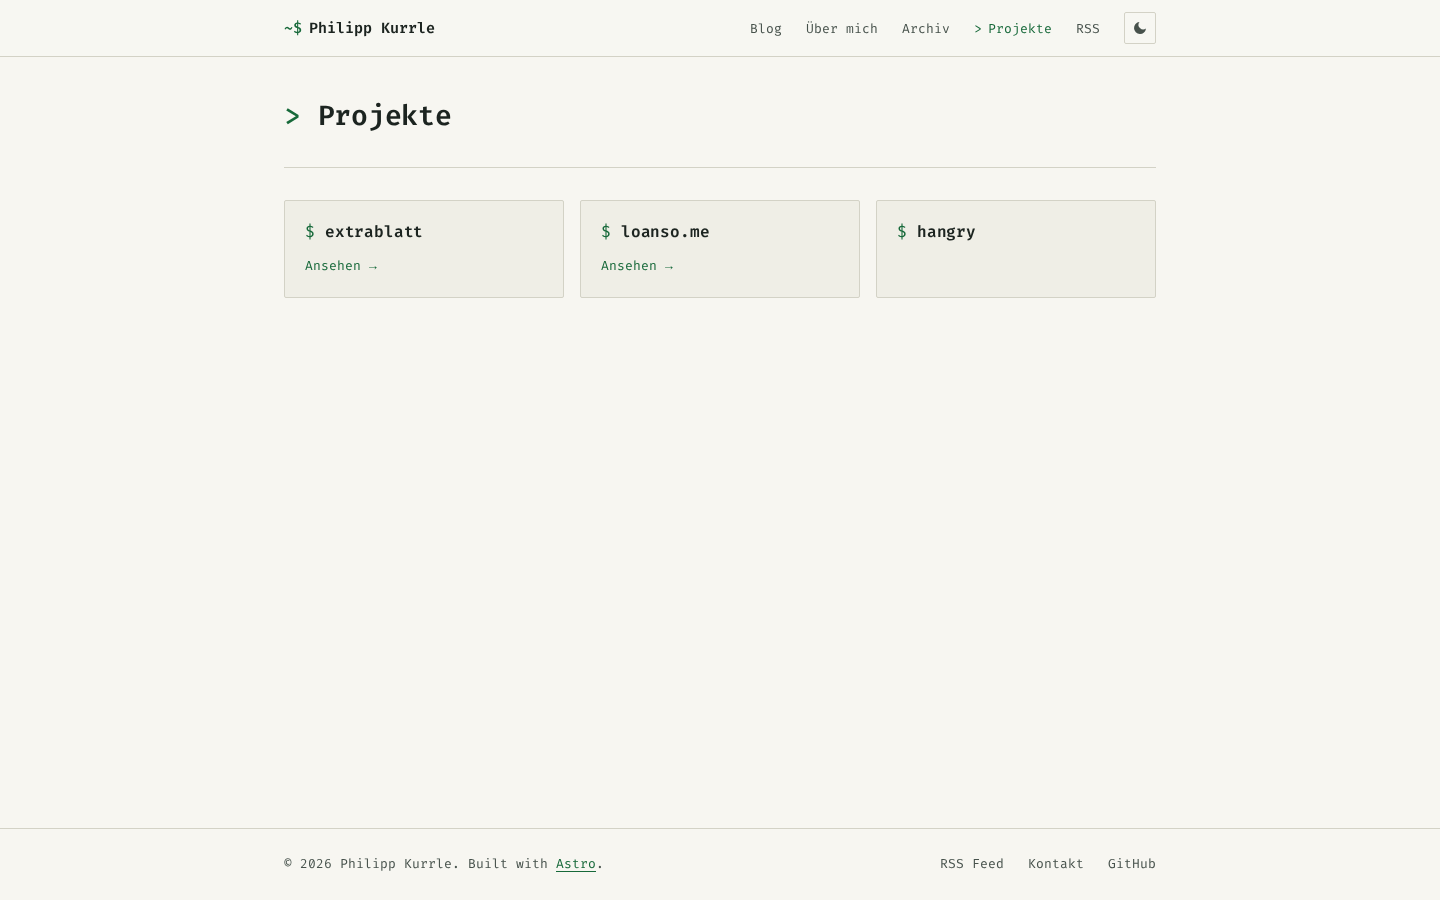 ~$ Philipp Kurrle
Blog Über mich Archiv > Projekte RSS
> Projekte
$ extrablatt
Ansehen →
$ loanso.me
Ansehen →
$ hangry
© 2026 Philipp Kurrle. Built with Astro.
RSS Feed Kontakt GitHub